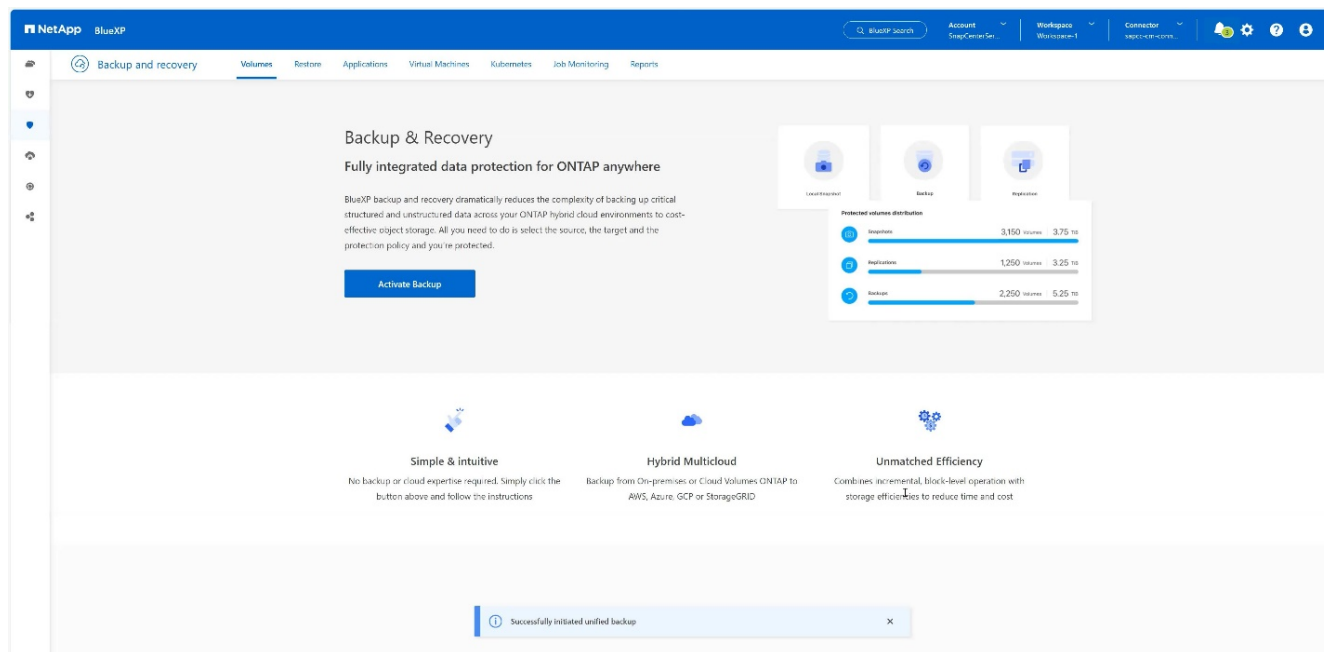 NetApp BlueXP
BlueXP Search
Account
SnapCenterSer...
Workspace
Workspace-1
Connector
sapcc-cm-conn...
Backup and recovery
Volumes Restore Applications Virtual Machines Kubernetes Job Monitoring Reports
Backup & Recovery
Fully integrated data protection for ONTAP anywhere
BlueXP backup and recovery dramatically reduces the complexity of backing up critical
structured and unstructured data across your ONTAP hybrid cloud environments to cost-
effective object storage. All you need to do is select the source, the target and the
protection policy and you're protected.
Activate Backup
Local Snapshot
Backup
Replication
Protected volumes distribution
Snapshots 3,150 Volumes 3.75 TiB
Replications 1,250 Volumes 3.25 TiB
Backups 2,250 Volumes 5.25 TiB
Simple & intuitive
No backup or cloud expertise required. Simply click the
button above and follow the instructions
Hybrid Multicloud
Backup from On-premises or Cloud Volumes ONTAP to
AWS, Azure, GCP or StorageGRID
Unmatched Efficiency
Combines incremental, block-level operation with
storage efficiencies to reduce time and cost
Successfully initiated unified backup